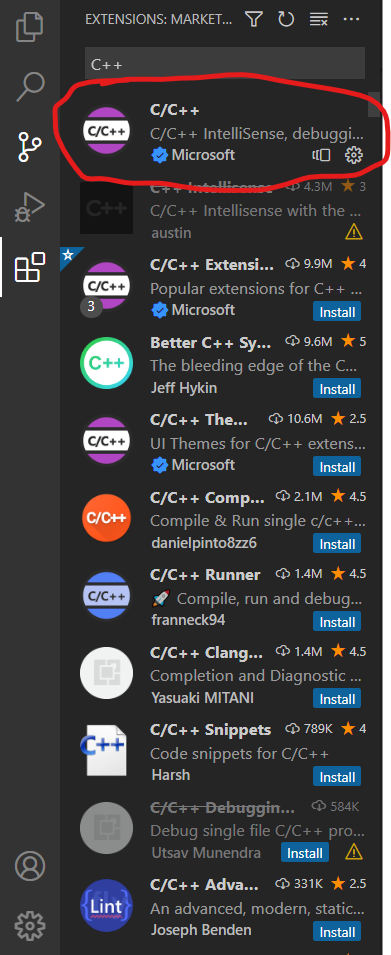 EXTENSIONS: MARKET...
C++
C/C++
C/C++
C/C++ IntelliSense, debuggi...
Microsoft
C++ Intellisense 4.3M 3
C++
C/C++ Intellisense with the ...
austin
C/C++ Extensi... 9.9M 4
C/C++
Popular extensions for C++ ...
3
Microsoft Install
Better C++ Sy... 9.6M 5
C++
The bleeding edge of the C...
Jeff Hykin Install
C/C++ The... 10.6M 2.5
C/C++
UI Themes for C/C++ extens...
Microsoft Install
C/C++ Comp... 2.1M 4.5
C/C++
Compile & Run single c/c++...
danielpinto8zz6 Install
C/C++ Runner 1.4M 4.5
C/C++
🚀 Compile, run and debug...
franneck94 Install
C/C++ Clang... 1.4M 4.5
Completion and Diagnostic ...
Yasuaki MITANI Install
C/C++ Snippets 789K 4
C++
Code snippets for C/C++
Harsh Install
C/C++ Debuggin... 584K
Debug single file C/C++ pro...
Utsav Munendra Install
C/C++ Adva... 331K 2.5
Lint
An advanced, modern, static...
Joseph Benden Install